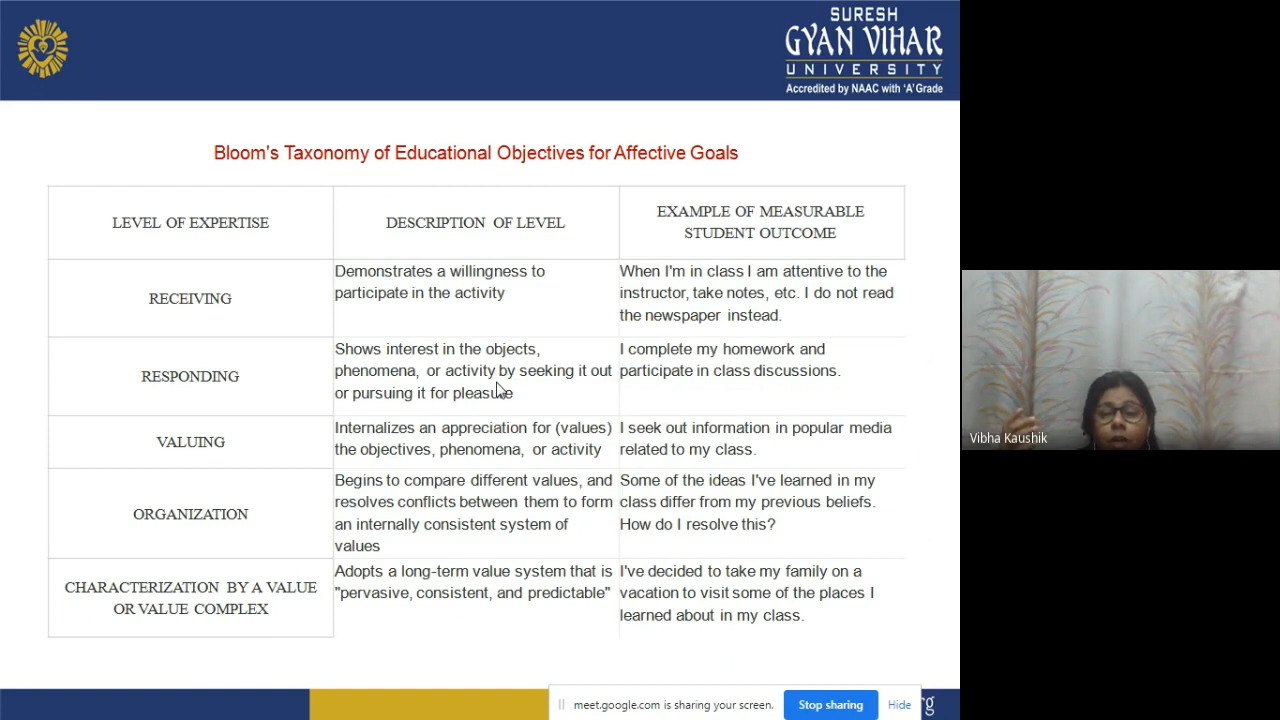 SURESH
GYAN VIHAR
UNIVERSITY
Accredited by NAAC with 'A' Grade
Bloom's Taxonomy of Educational Objectives for Affective Goals
LEVEL OF EXPERTISE
DESCRIPTION OF LEVEL
EXAMPLE OF MEASURABLE
STUDENT OUTCOME
RECEIVING
Demonstrates a willingness to
participate in the activity
When I'm in class I am attentive to the
instructor, take notes, etc. I do not read
the newspaper instead.
RESPONDING
Shows interest in the objects,
phenomena, or activity by seeking it out
or pursuing it for pleasure
I complete my homework and
participate in class discussions.
VALUING
Internalizes an appreciation for (values)
the objectives, phenomena, or activity
I seek out information in popular media
related to my class.
ORGANIZATION
Begins to compare different values, and
resolves conflicts between them to form
an internally consistent system of
values
Some of the ideas I've learned in my
class differ from my previous beliefs.
How do I resolve this?
CHARACTERIZATION BY A VALUE
OR VALUE COMPLEX
Adopts a long-term value system that is
"pervasive, consistent, and predictable"
I've decided to take my family on a
vacation to visit some of the places I
learned about in my class.
Vibha Kaushik
meet.google.com is sharing your screen.
Stop sharing
Hide